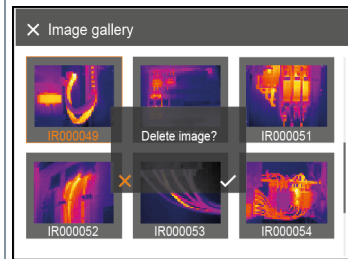 Image gallery
IR000049
Delete image?
IR000051
IR000052
IR000053
IR000054